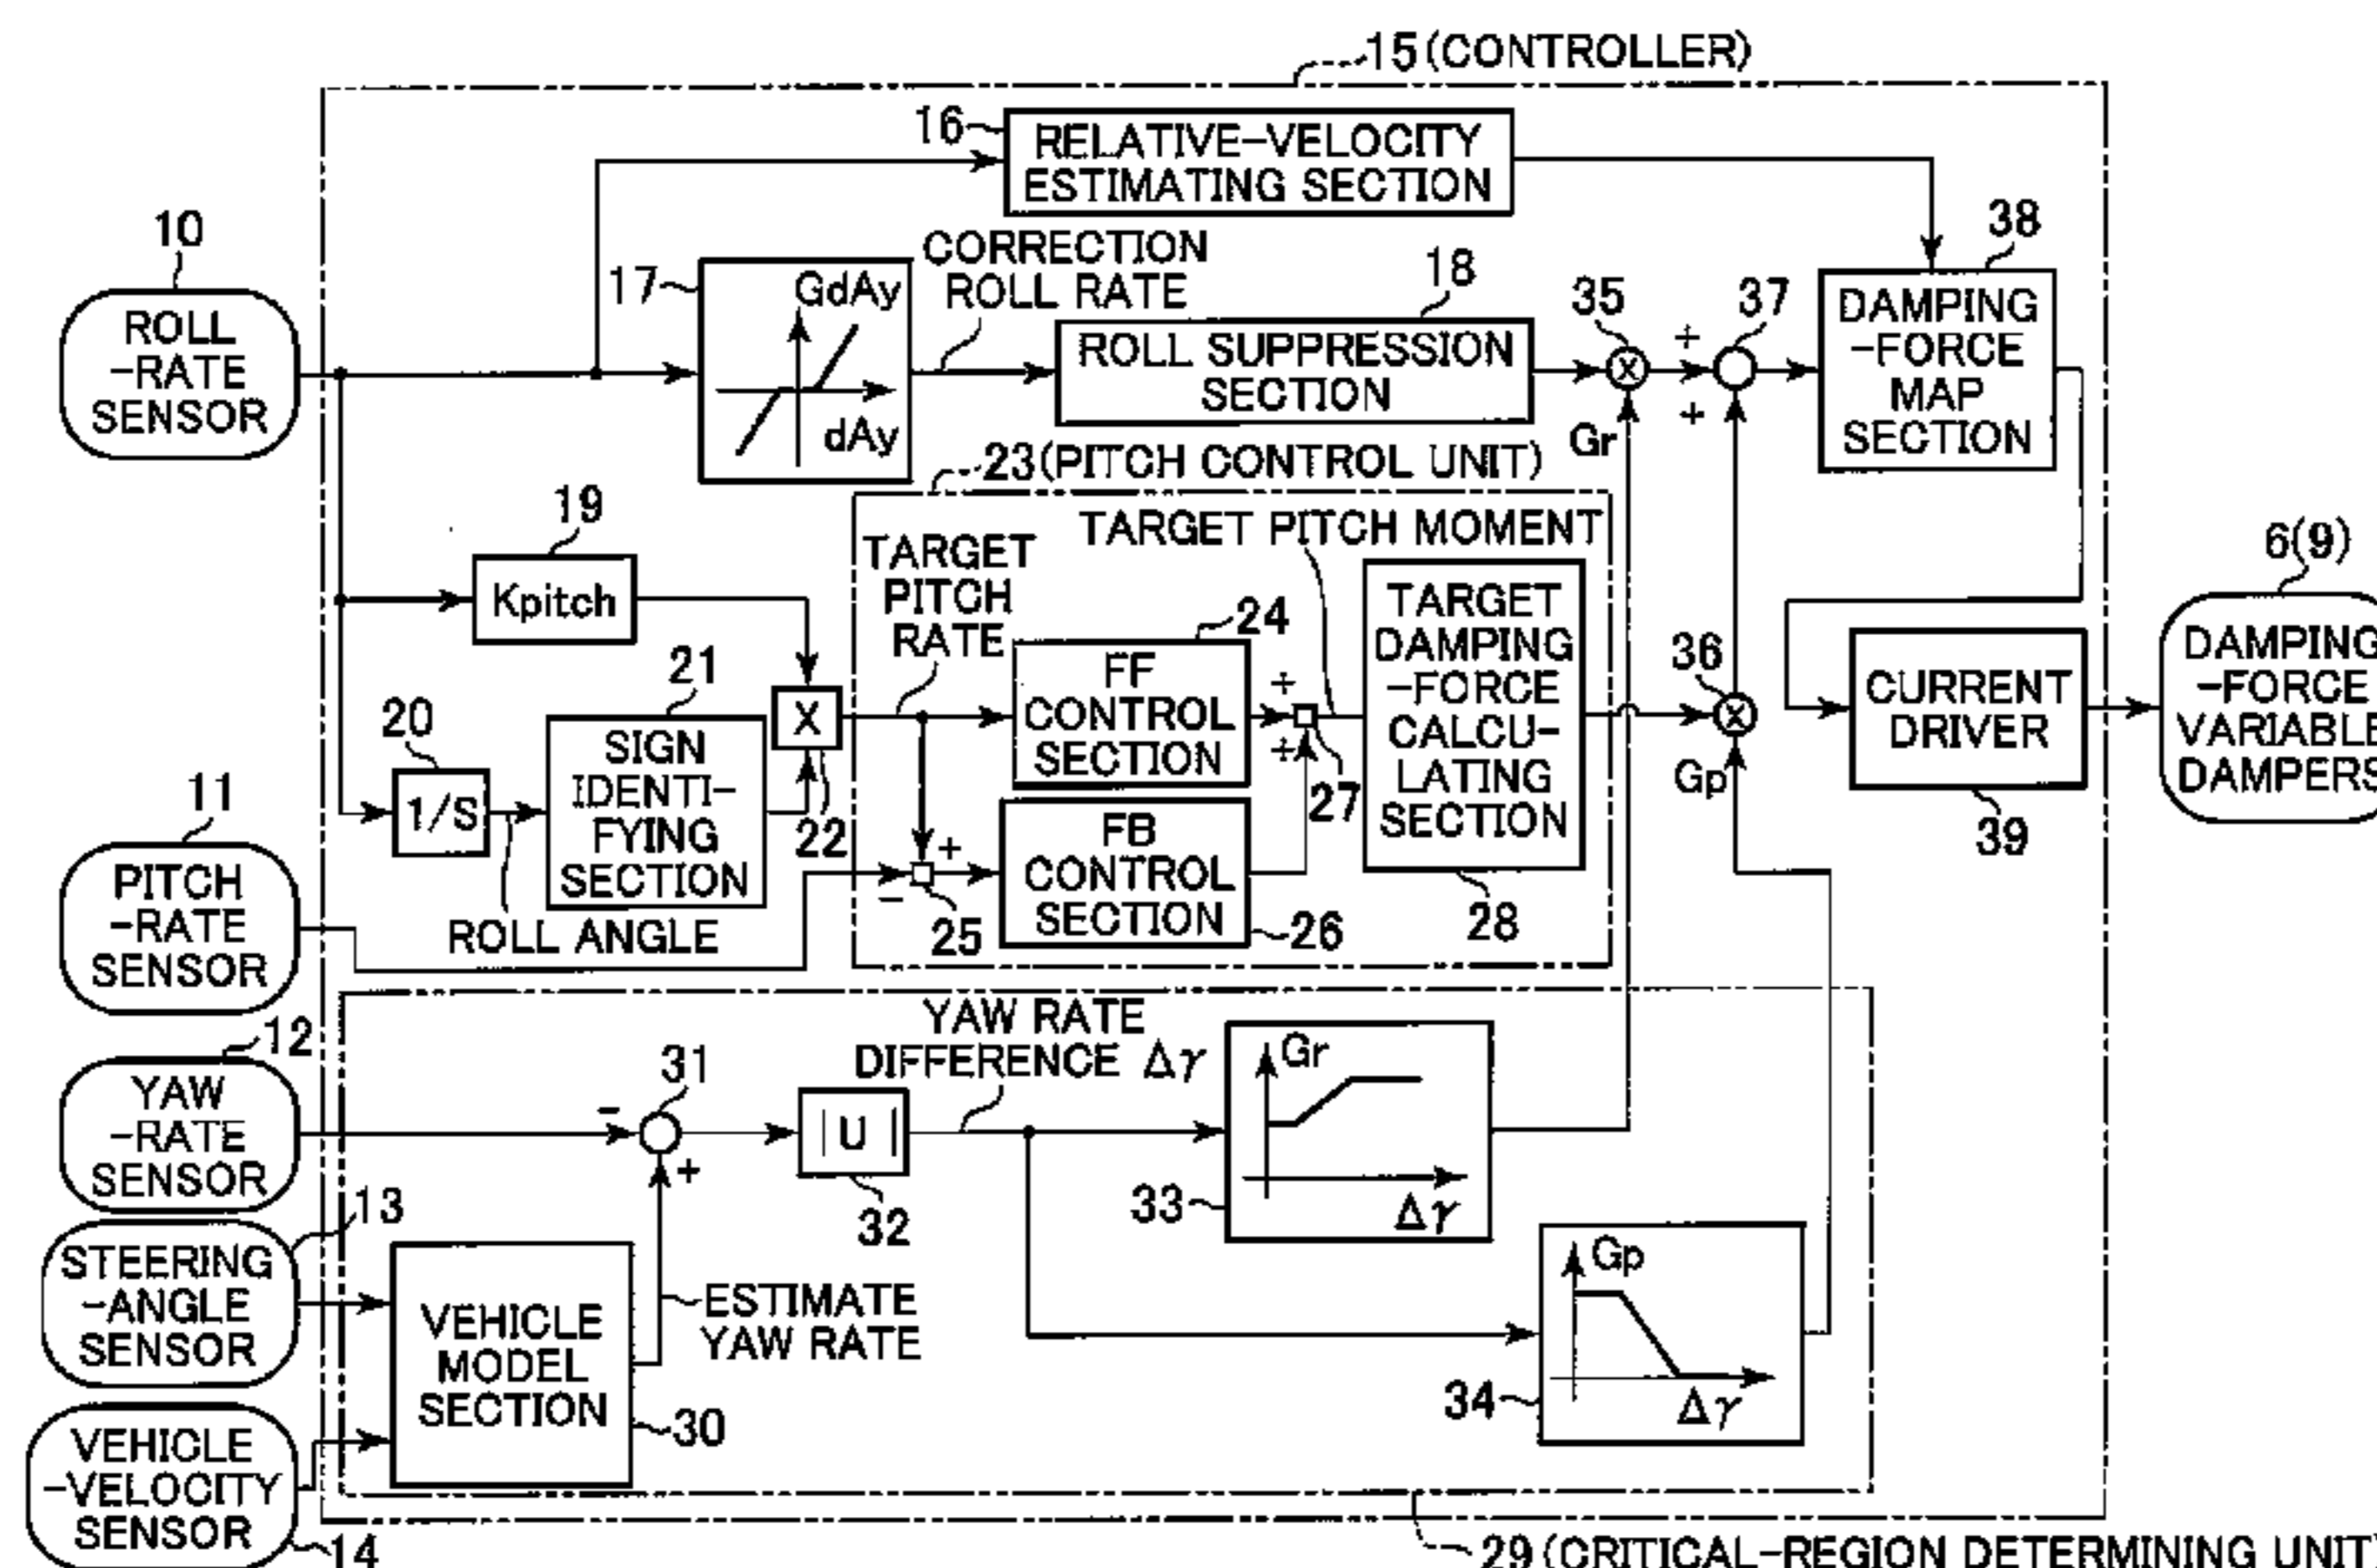 15 (CONTROLLER)
16
RELATIVE-VELOCITY
ESTIMATING SECTION
10
ROLL
-RATE
SENSOR
17
GdAy
dAy
CORRECTION
ROLL RATE
18
ROLL SUPPRESSION
SECTION
35
X
Gr
+
+
37
38
DAMPING
-FORCE
MAP
SECTION
23 (PITCH CONTROL UNIT)
19
Kpitch
TARGET
PITCH
RATE
TARGET PITCH MOMENT
24
FF
CONTROL
SECTION
+
+
27
TARGET
DAMPING
-FORCE
CALCU-
LATING
SECTION
28
36
X
Gp
6(9)
DAMPING
-FORCE
VARIABLE
DAMPERS
CURRENT
DRIVER
39
20
1/S
21
SIGN
IDENTI-
FYING
SECTION
X
22
ROLL ANGLE
11
PITCH
-RATE
SENSOR
+
-
25
FB
CONTROL
SECTION
26
12
YAW
-RATE
SENSOR
-
31
+
|U|
32
YAW RATE
DIFFERENCE Δγ
Gr
33
Δγ
13
STEERING
-ANGLE
SENSOR
VEHICLE
MODEL
SECTION
30
ESTIMATE
YAW RATE
Gp
34
Δγ
VEHICLE
-VELOCITY
SENSOR
14
29 (CRITICAL-REGION DETERMINING UNIT)